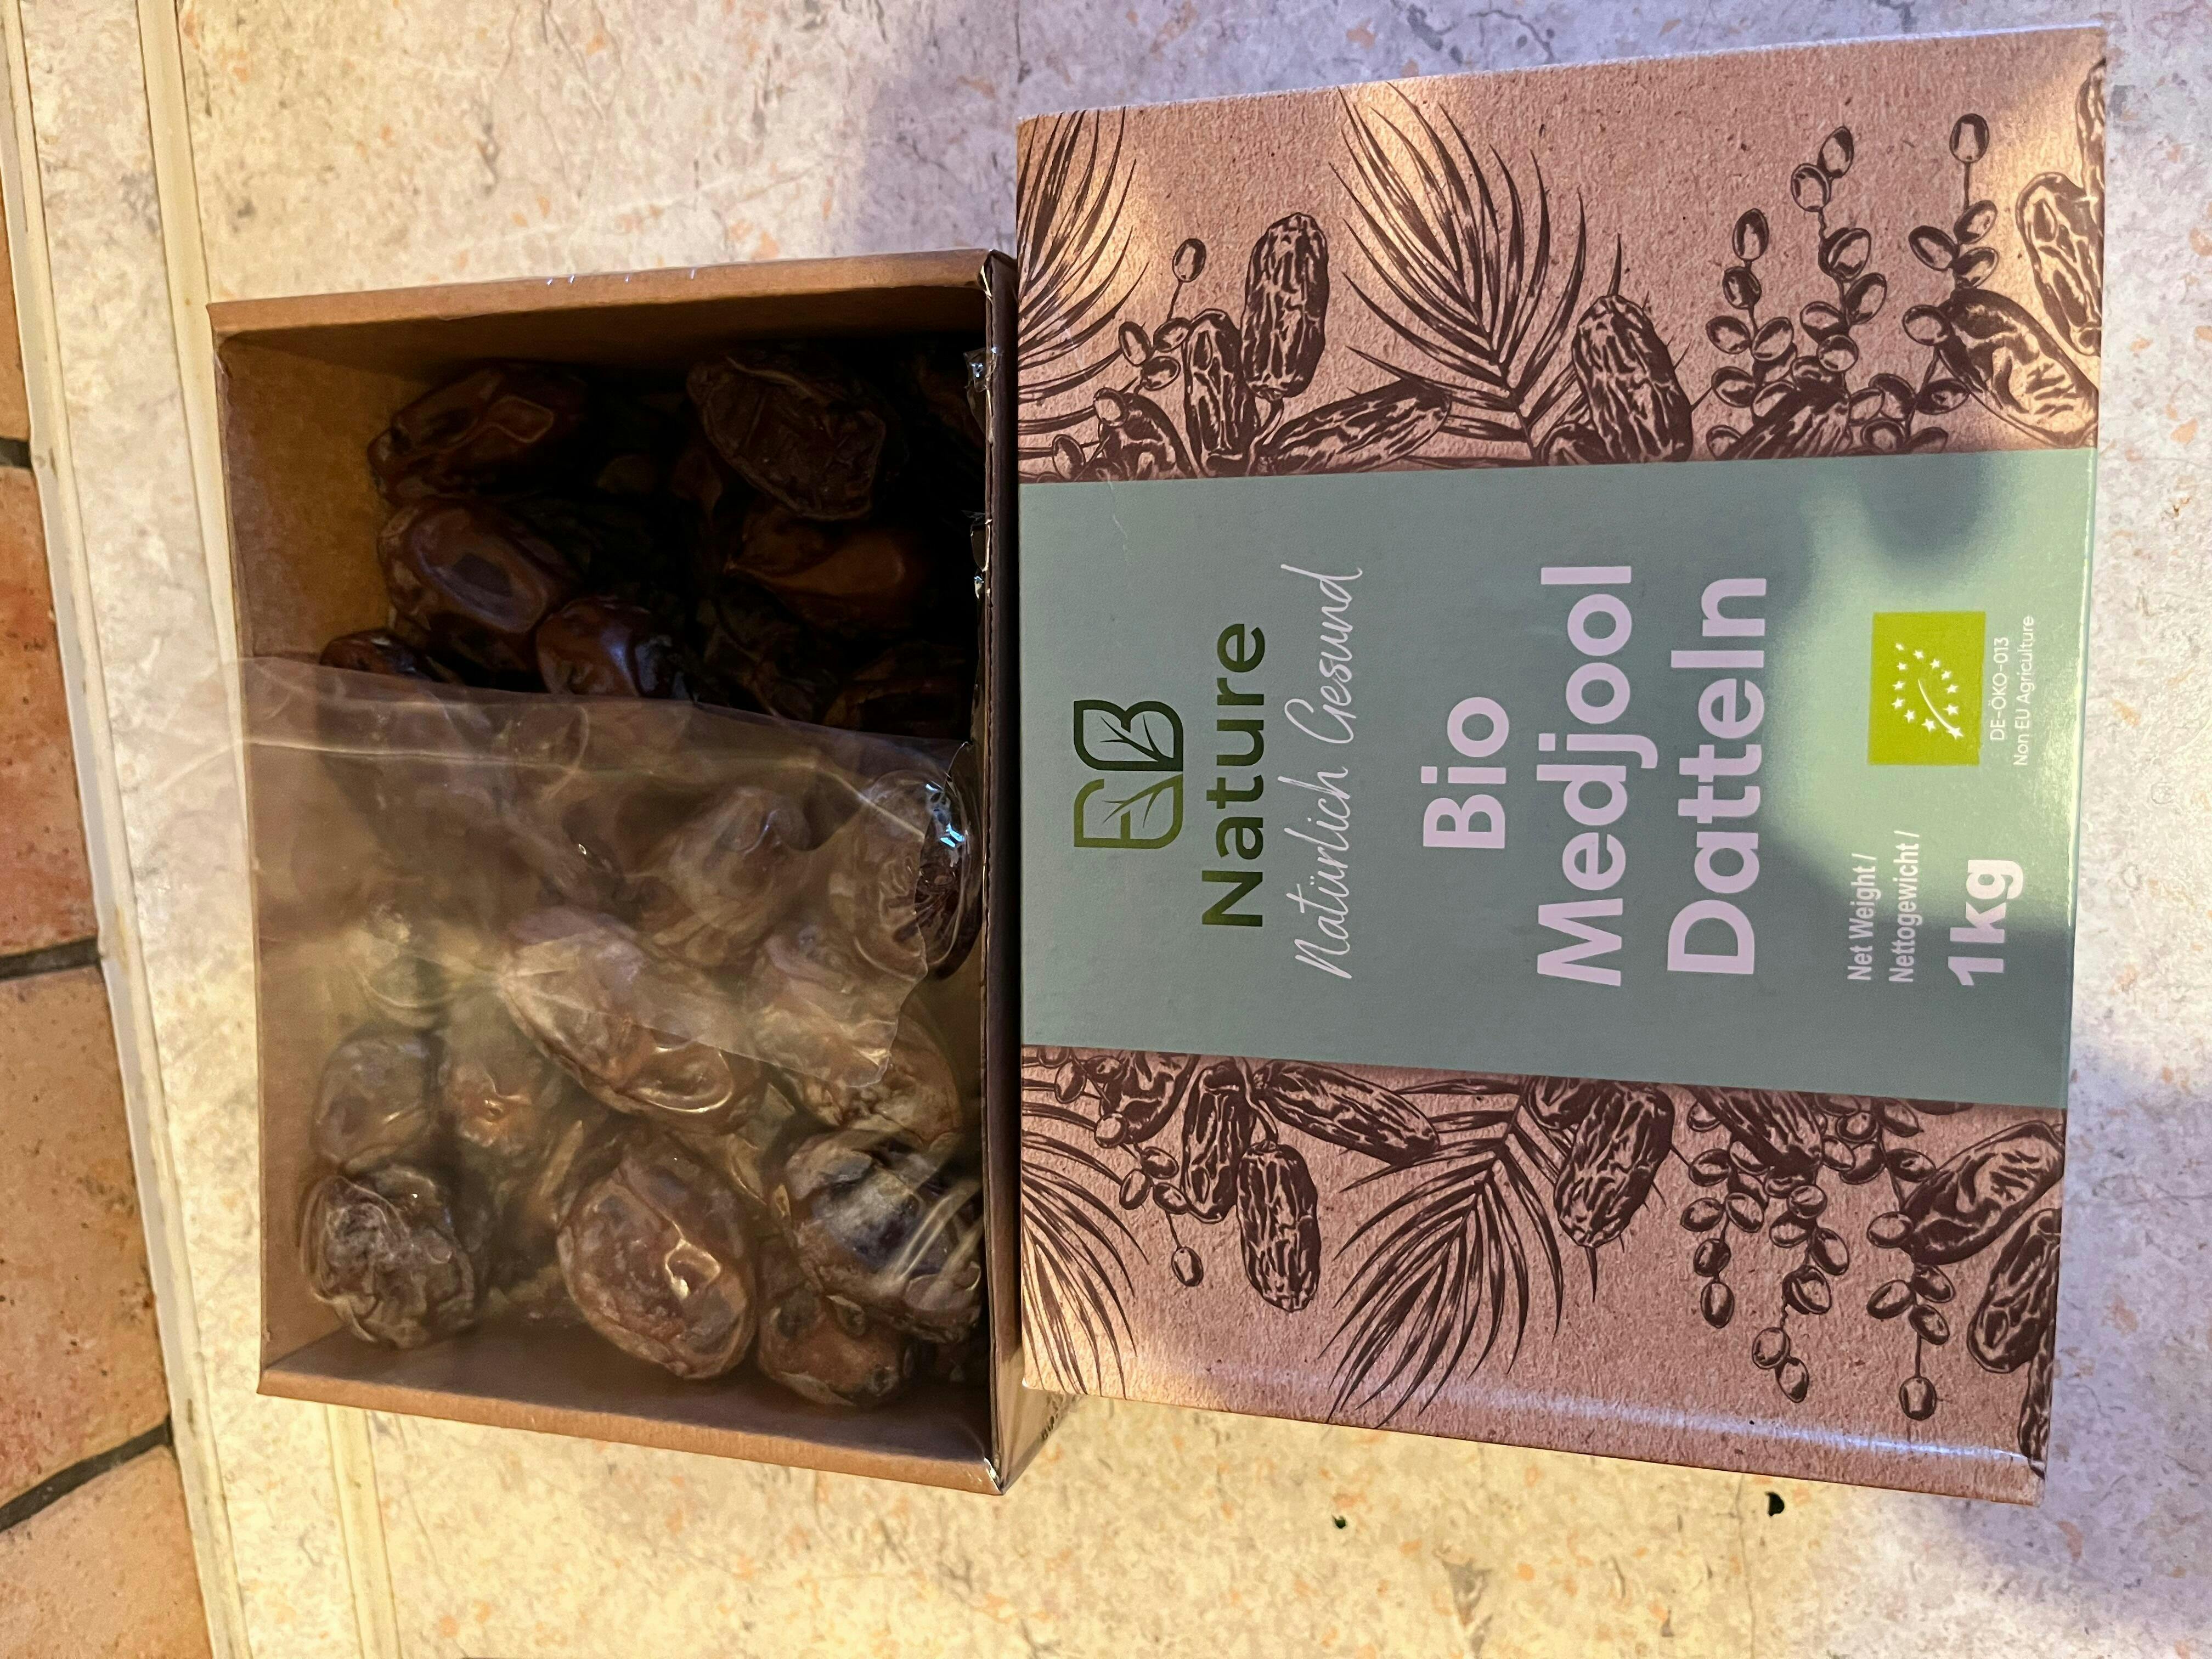 EB
Nature
Natürlich Gesund
Bio
Medjool
Datteln
Net Weight /
Nettogewicht /
1kg
DE-ÖKO-013
Non EU Agriculture